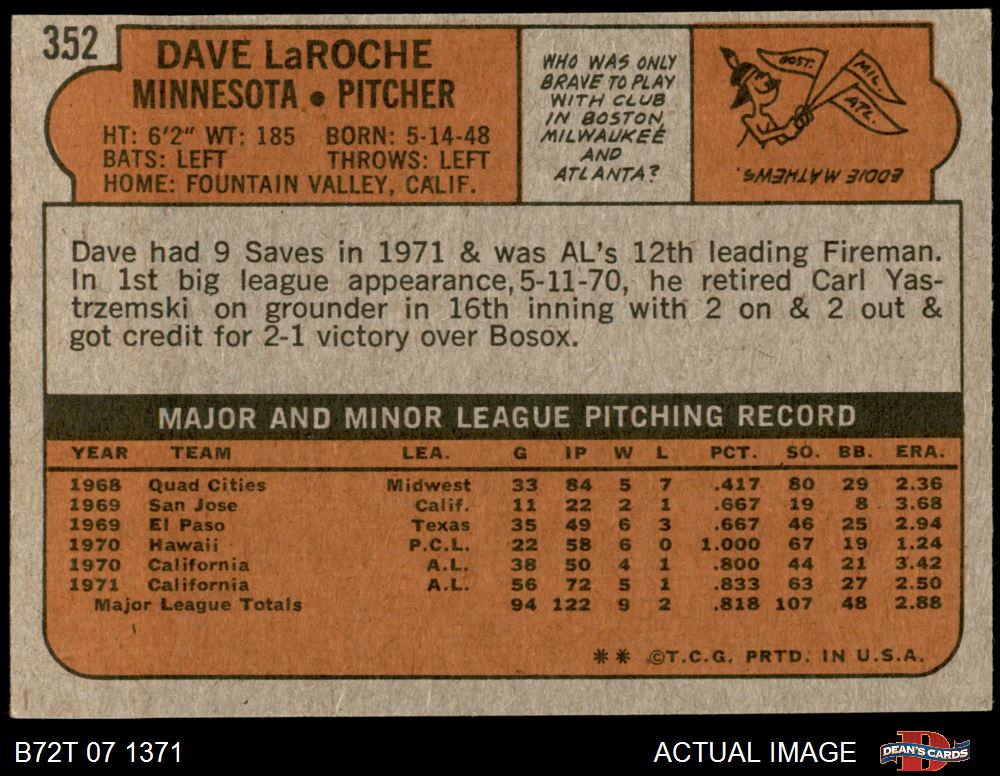 352
DAVE LaROCHE
MINNESOTA • PITCHER
HT: 6'2" WT: 185 BORN: 5-14-48
BATS: LEFT THROWS: LEFT
HOME: FOUNTAIN VALLEY, CALIF.
WHO WAS ONLY
BRAVE TO PLAY
WITH CLUB
IN BOSTON,
MILWAUKEE
AND
ATLANTA?
BOST.
MIL.
ATL.
EDDIE MATHEWS.
Dave had 9 Saves in 1971 & was AL's 12th leading Fireman.
In 1st big league appearance, 5-11-70, he retired Carl Yas-
trzemski on grounder in 16th inning with 2 on & 2 out &
got credit for 2-1 victory over Bosox.
MAJOR AND MINOR LEAGUE PITCHING RECORD
YEAR TEAM LEA. G IP W L PCT. SO. BB. ERA.
1968 Quad Cities Midwest 33 84 5 7 .417 80 29 2.36
1969 San Jose Calif. 11 22 2 1 .667 19 8 3.68
1969 El Paso Texas 35 49 6 3 .667 46 25 2.94
1970 Hawaii P.C.L. 22 58 6 0 1.000 67 19 1.24
1970 California A.L. 38 50 4 1 .800 44 21 3.42
1971 California A.L. 56 72 5 1 .833 63 27 2.50
Major League Totals 94 122 9 2 .818 107 48 2.88
** ©T.C.G. PRTD. IN U.S.A.
B72T 07 1371
ACTUAL IMAGE
DEAN'S CARDS